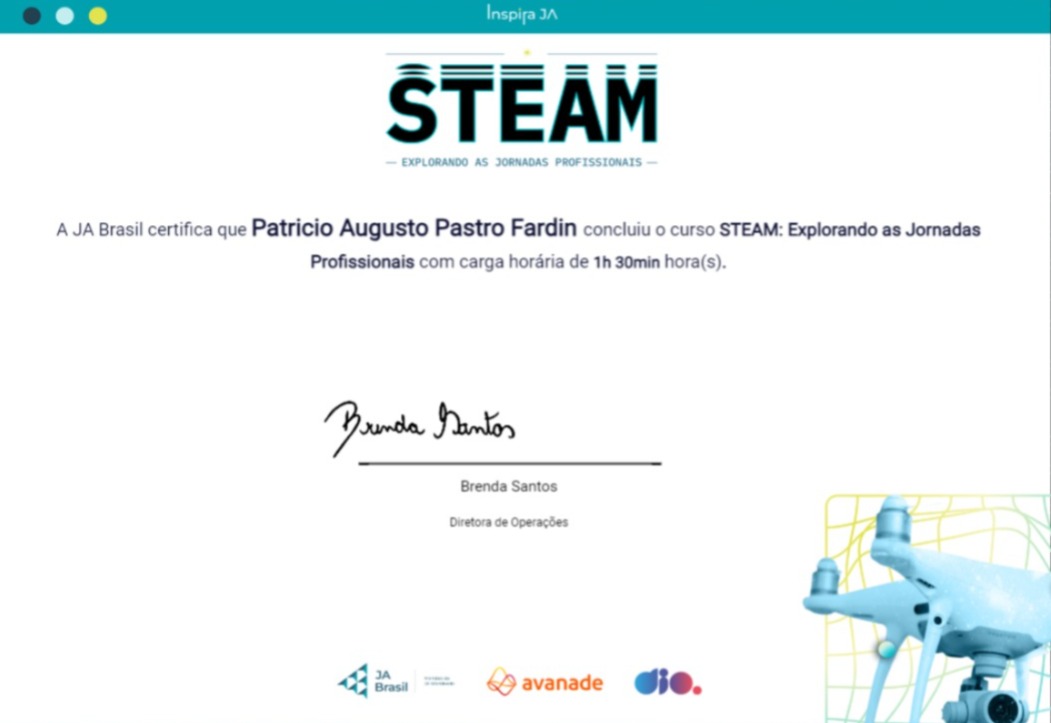 Inspira JA
STEAM
EXPLORANDO AS JORNADAS PROFISSIONAIS
A JA Brasil certifica que Patricio Augusto Pastro Fardin concluiu o curso STEAM: Explorando as Jornadas
Profissionais com carga horária de 1h 30min hora(s).
Brenda Santos
Brenda Santos
Diretora de Operações
JA
Brasil
avanade
dio.